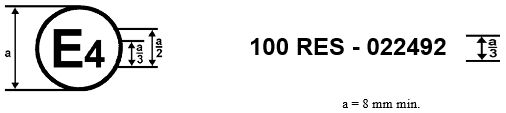 a
E4
a/3
a/2
100 RES - 022492
a/3
a = 8 mm min.